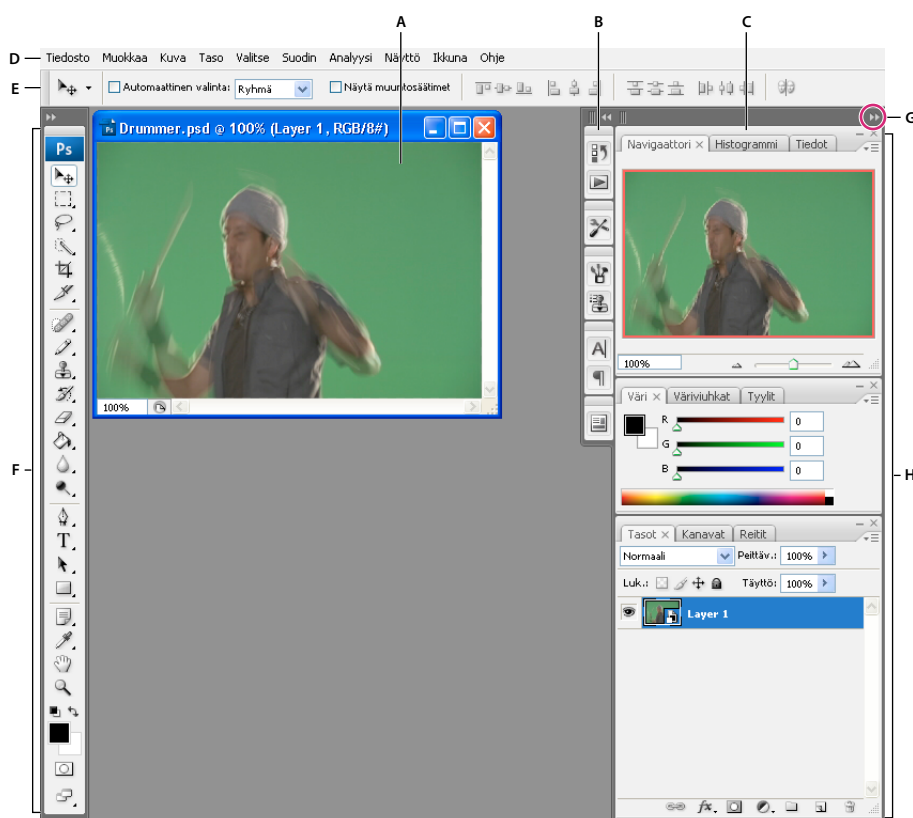 A B C
D Tiedosto Muokkaa Kuva Taso Valitse Suodin Analyysi Näyttö Ikkuna Ohje
E Automaattinen valinta: Ryhmä Näytä muuntosäätimet
G
Drummer.psd @ 100% (Layer 1, RGB/8#)
Ps
Navigaattori Histogrammi Tiedot
100%
100%
Väri Väriviuhkat Tyylit
R 0
G 0
B 0
F
H
Tasot Kanavat Reitit
Normaali Peittäv.: 100%
Luk.: Täyttö: 100%
Layer 1
T
A
¶
fx